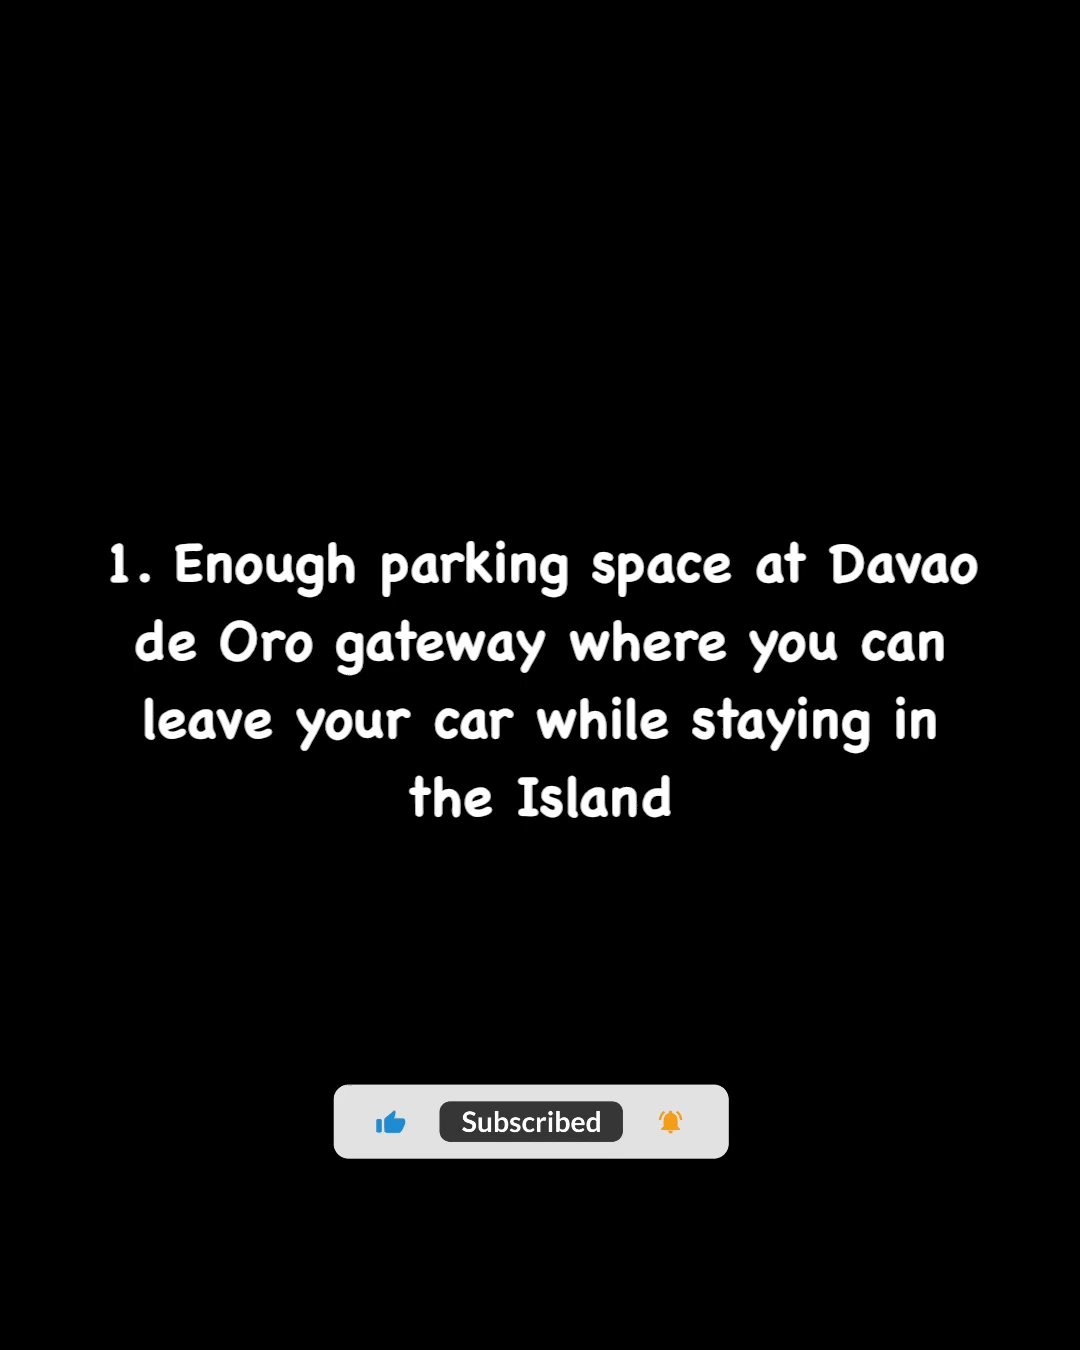 1. Enough parking space at Davao
de Oro gateway where you can
leave your car while staying in
the Island
Subscribed